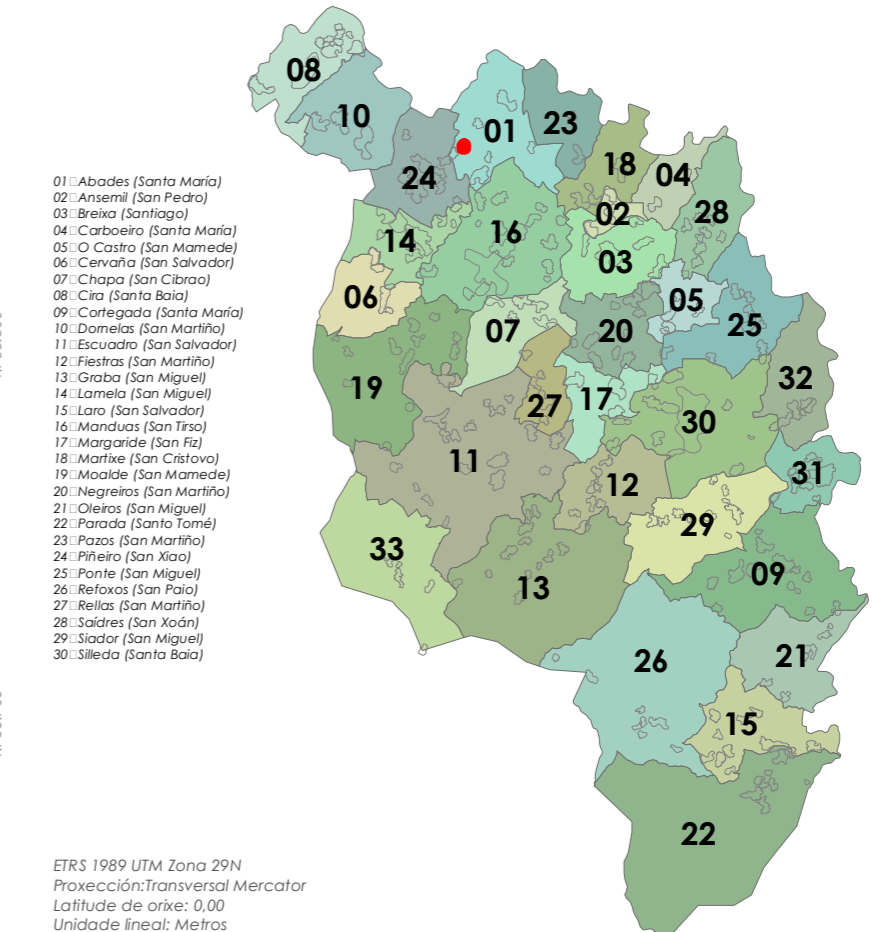 01 Abades (Santa María)
02 Ansemil (San Pedro)
03 Breixa (Santiago)
04 Carboeiro (Santa María)
05 O Castro (San Mamede)
06 Cervaña (San Salvador)
07 Chapa (San Cibrao)
08 Cira (Santa Baia)
09 Cortegada (Santa María)
10 Dornelas (San Martiño)
11 Escuadro (San Salvador)
12 Fiestras (San Martiño)
13 Graba (San Miguel)
14 Lamela (San Miguel)
15 Laro (San Salvador)
16 Manduas (San Tirso)
17 Margaride (San Fiz)
18 Martixe (San Cristovo)
19 Moalde (San Mamede)
20 Negreiros (San Martiño)
21 Oleiros (San Miguel)
22 Parada (Santo Tomé)
23 Pazos (San Martiño)
24 Piñeiro (San Xiao)
25 Ponte (San Miguel)
26 Refoxos (San Paio)
27 Rellas (San Martiño)
28 Saídres (San Xoán)
29 Siador (San Miguel)
30 Silleda (Santa Baia)
ETRS 1989 UTM Zona 29N
Proxección:Transversal Mercator
Latitude de orixe: 0,00
Unidade lineal: Metros
08
10
01
23
24
18
04
02
28
14
16
03
06
05
07
20
25
19
27
17
32
30
11
12
31
29
33
13
09
26
21
15
22